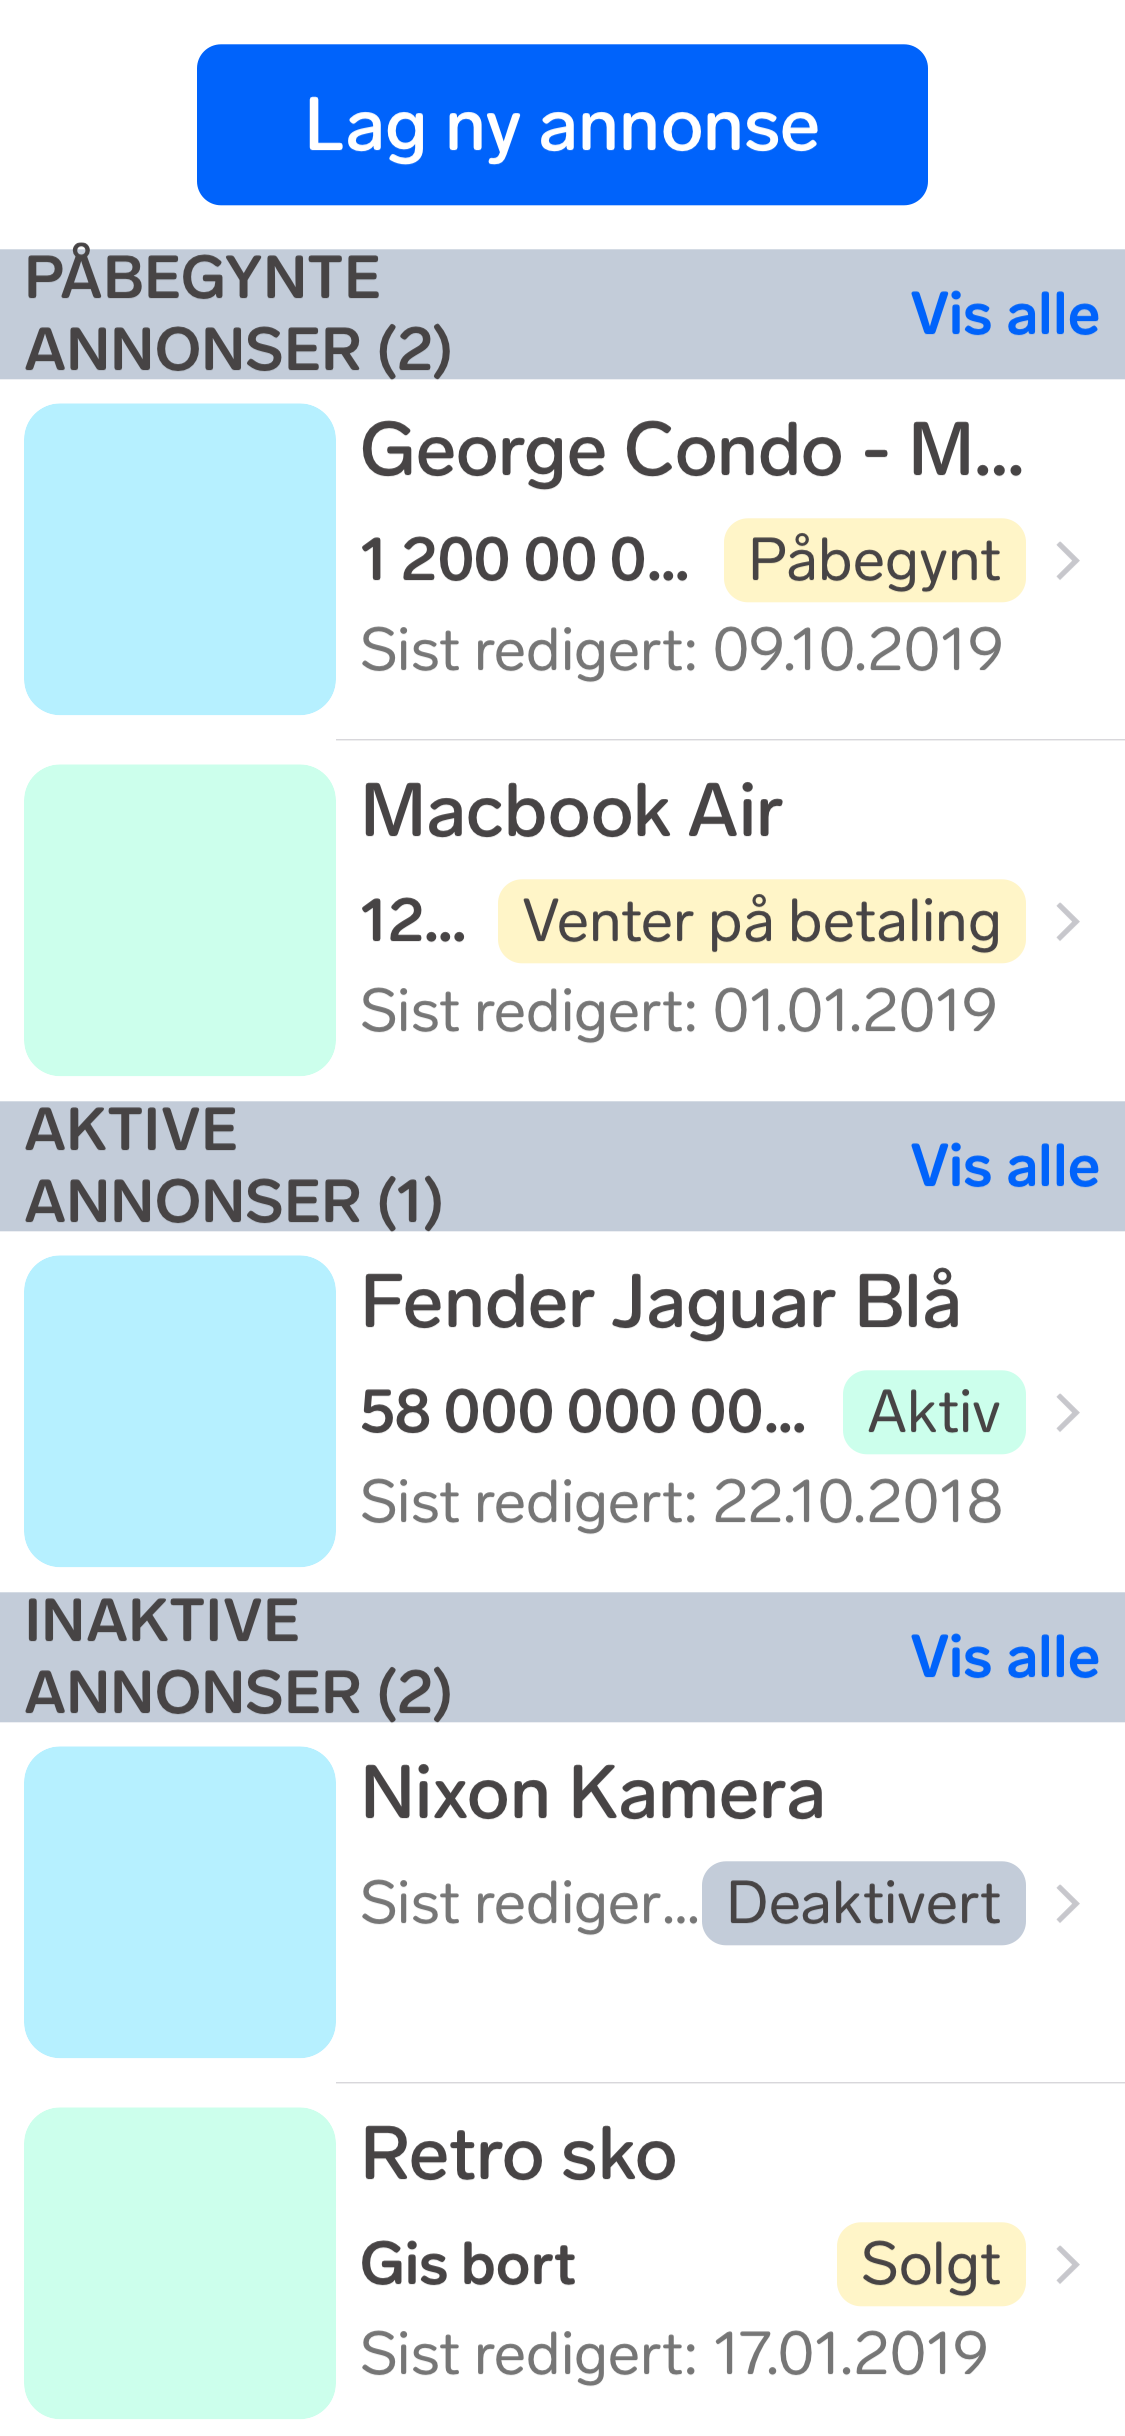 Lag ny annonse
PÅBEGYNTE
ANNONSER (2)
Vis alle
George Condo - M...
1 200 00 0...
Påbegynt
Sist redigert: 09.10.2019
Macbook Air
12...
Venter på betaling
Sist redigert: 01.01.2019
AKTIVE
ANNONSER (1)
Vis alle
Fender Jaguar Blå
58 000 000 00...
Aktiv
Sist redigert: 22.10.2018
INAKTIVE
ANNONSER (2)
Vis alle
Nixon Kamera
Sist rediger...
Deaktivert
Retro sko
Gis bort
Solgt
Sist redigert: 17.01.2019